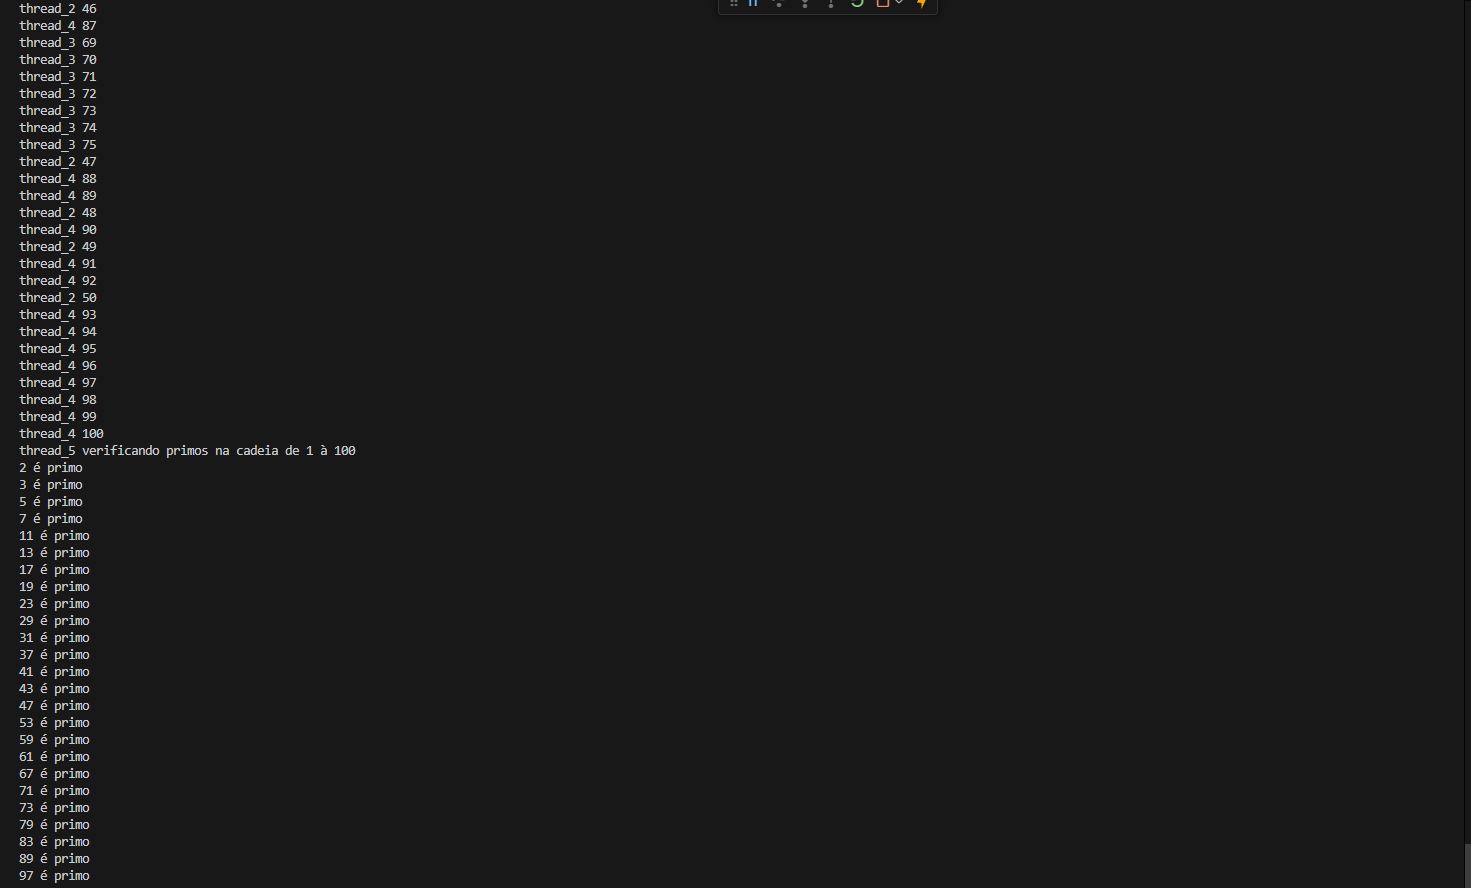 thread_2 46
thread_4 87
thread_3 69
thread_3 70
thread_3 71
thread_3 72
thread_3 73
thread_3 74
thread_3 75
thread_2 47
thread_4 88
thread_4 89
thread_2 48
thread_4 90
thread_2 49
thread_4 91
thread_4 92
thread_2 50
thread_4 93
thread_4 94
thread_4 95
thread_4 96
thread_4 97
thread_4 98
thread_4 99
thread_4 100
thread_5 verificando primos na cadeia de 1 à 100
2 é primo
3 é primo
5 é primo
7 é primo
11 é primo
13 é primo
17 é primo
19 é primo
23 é primo
29 é primo
31 é primo
37 é primo
41 é primo
43 é primo
47 é primo
53 é primo
59 é primo
61 é primo
67 é primo
71 é primo
73 é primo
79 é primo
83 é primo
89 é primo
97 é primo